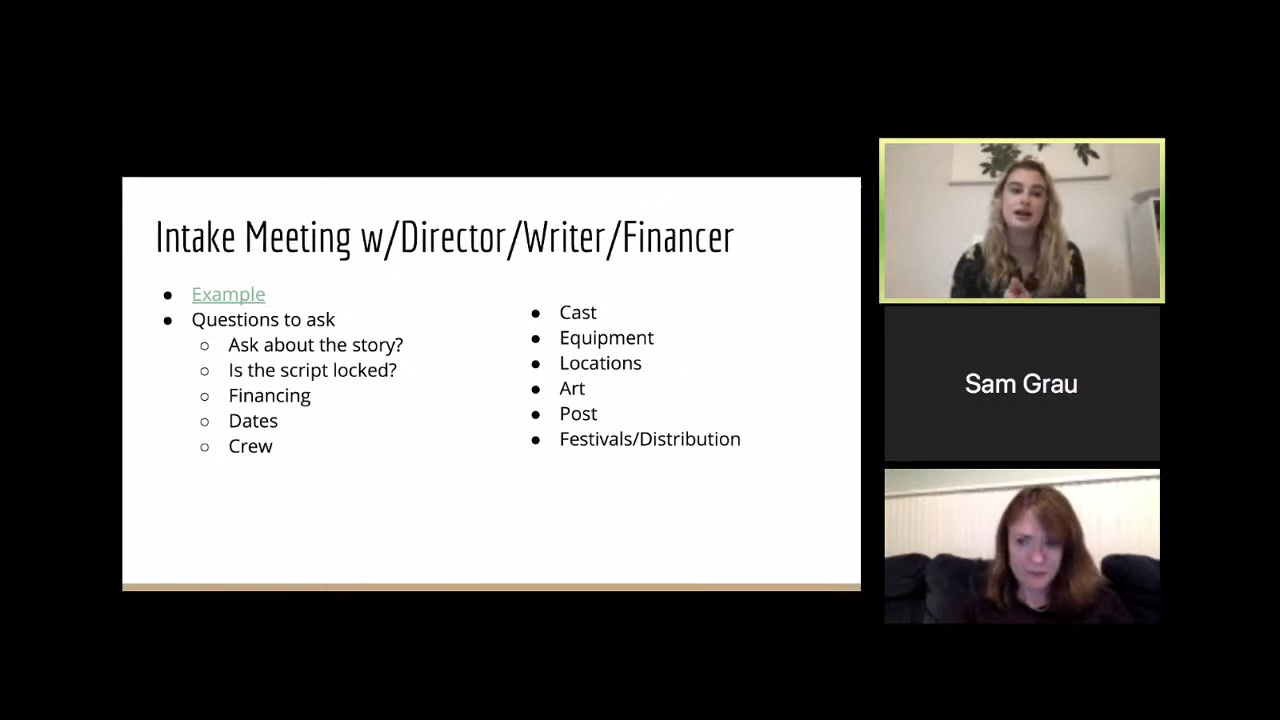 Intake Meeting w/Director/Writer/Financer
● Example
● Questions to ask
○ Ask about the story?
○ Is the script locked?
○ Financing
○ Dates
○ Crew
● Cast
● Equipment
● Locations
● Art
● Post
● Festivals/Distribution
Sam Grau